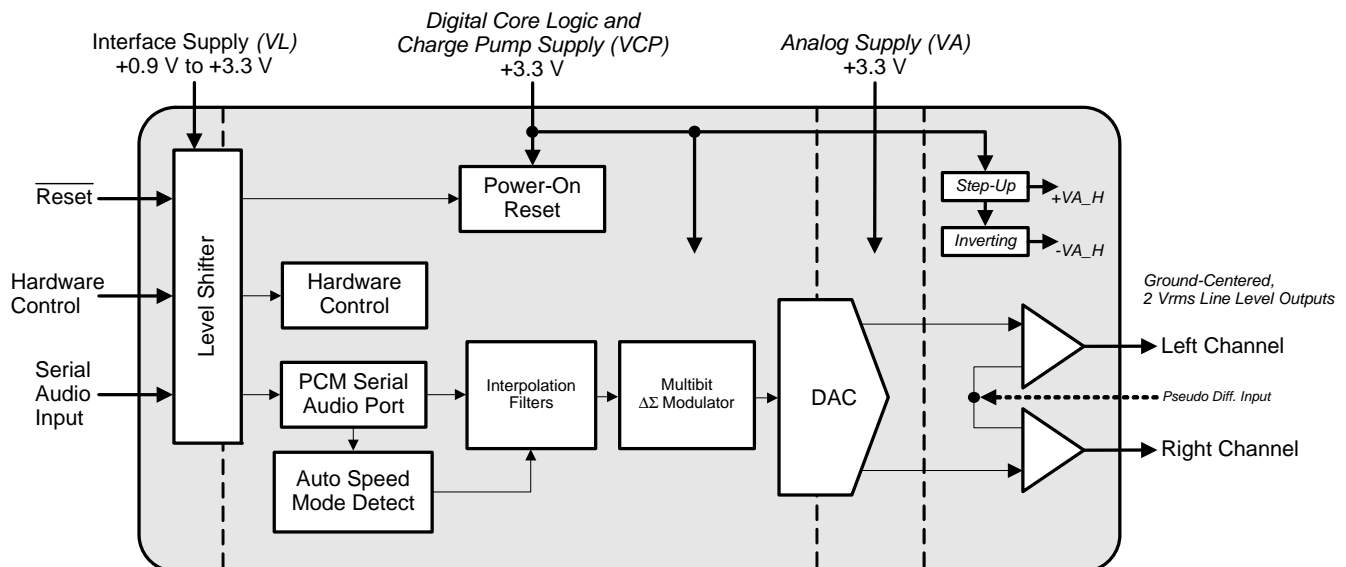 Interface Supply (VL)
+0.9 V to +3.3 V
Digital Core Logic and
Charge Pump Supply (VCP)
+3.3 V
Analog Supply (VA)
+3.3 V
Reset
Hardware
Control
Serial
Audio
Input
Level Shifter
Power-On
Reset
Hardware
Control
PCM Serial
Audio Port
Auto Speed
Mode Detect
Interpolation
Filters
Multibit
ΔΣ Modulator
DAC
Step-Up
+VA_H
Inverting
-VA_H
Ground-Centered,
2 Vrms Line Level Outputs
Left Channel
Pseudo Diff. Input
Right Channel